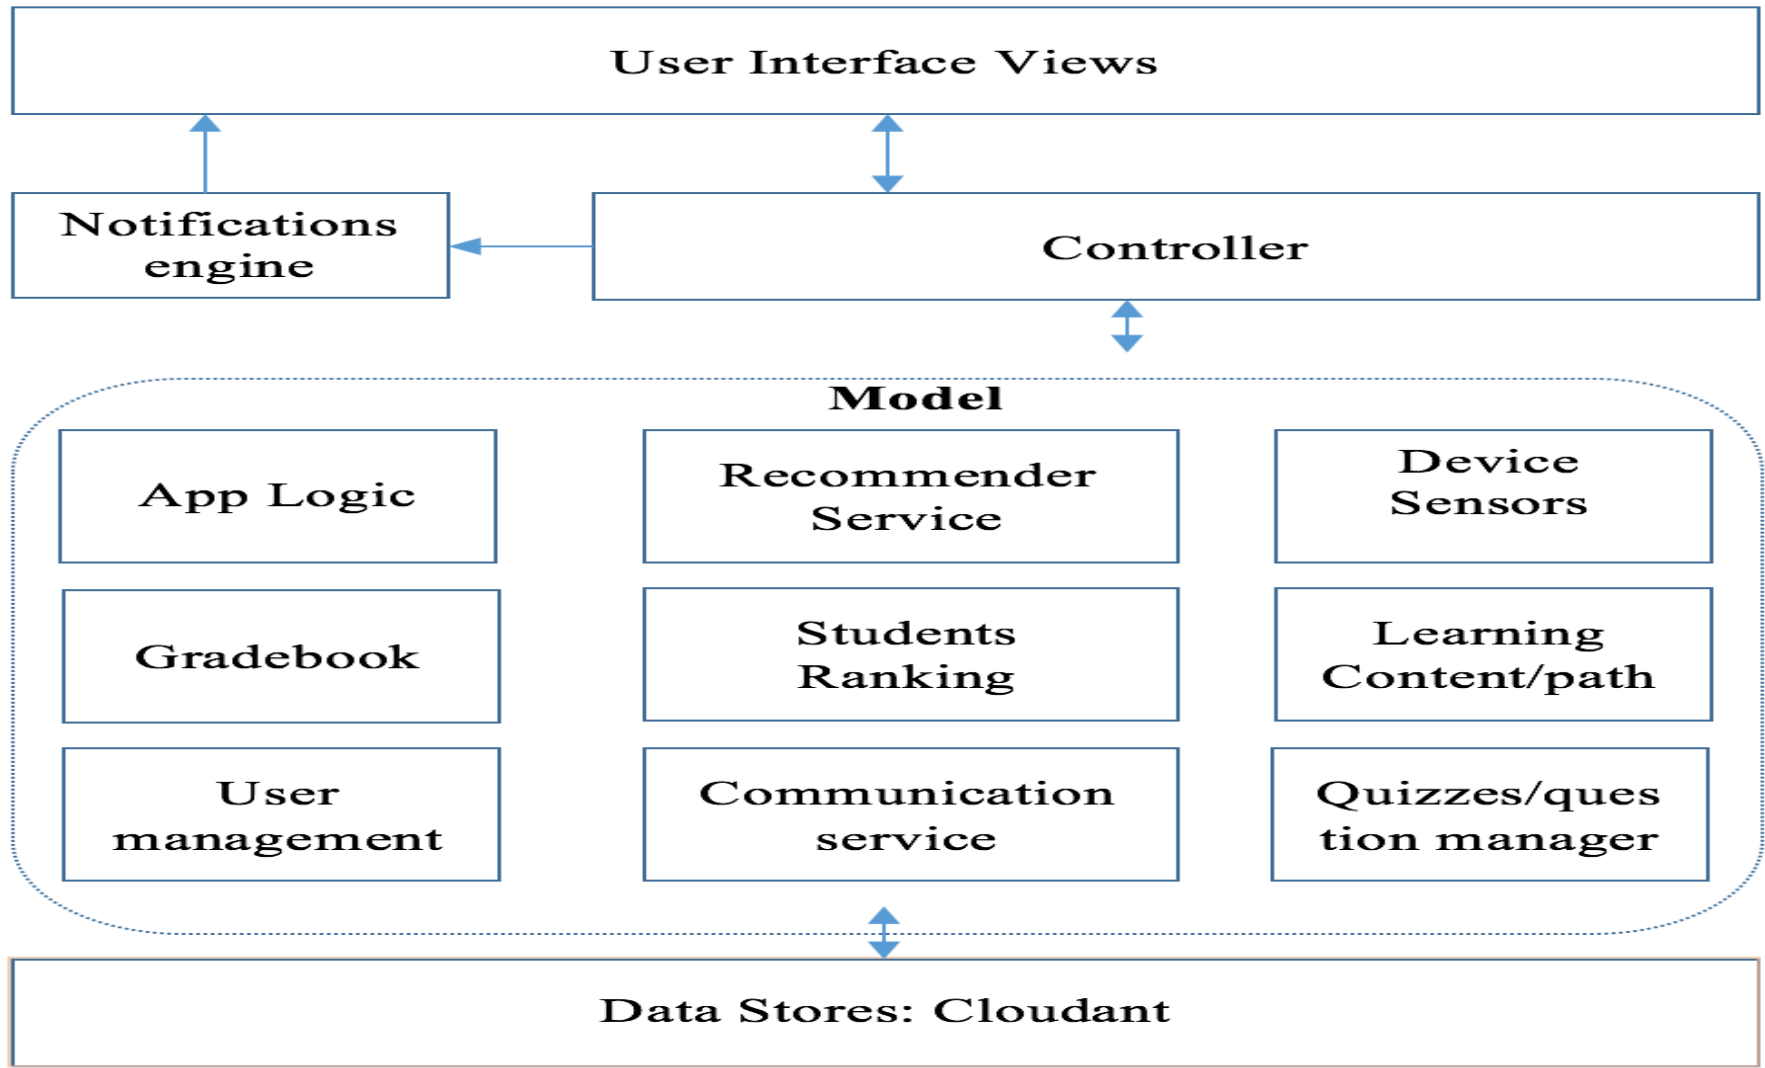 User Interface Views
Notifications
engine
Controller
Model
App Logic
Recommender
Service
Device
Sensors
Gradebook
Students
Ranking
Learning
Content/path
User
management
Communication
service
Quizzes/ques
tion manager
Data Stores: Cloudant